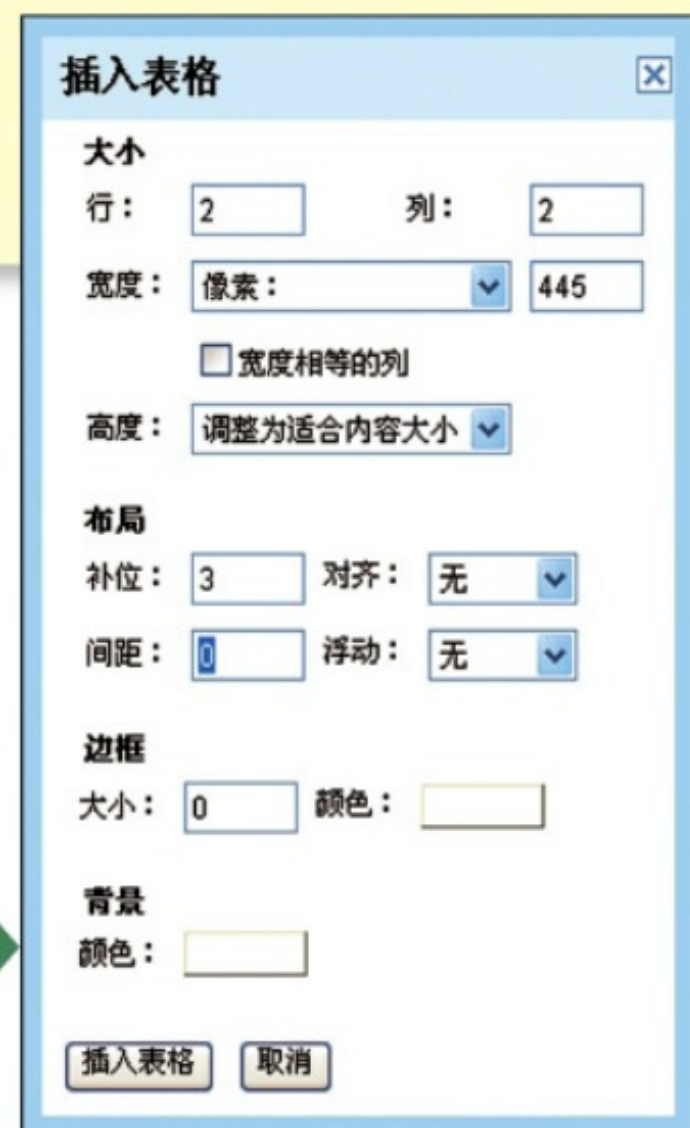 插入表格
大小
行： 2 列： 2
宽度： 像素： 445
宽度相等的列
高度： 调整为适合内容大小
布局
补位： 3 对齐： 无
间距： 0 浮动： 无
边框
大小： 0 颜色：
背景
颜色：
插入表格 取消